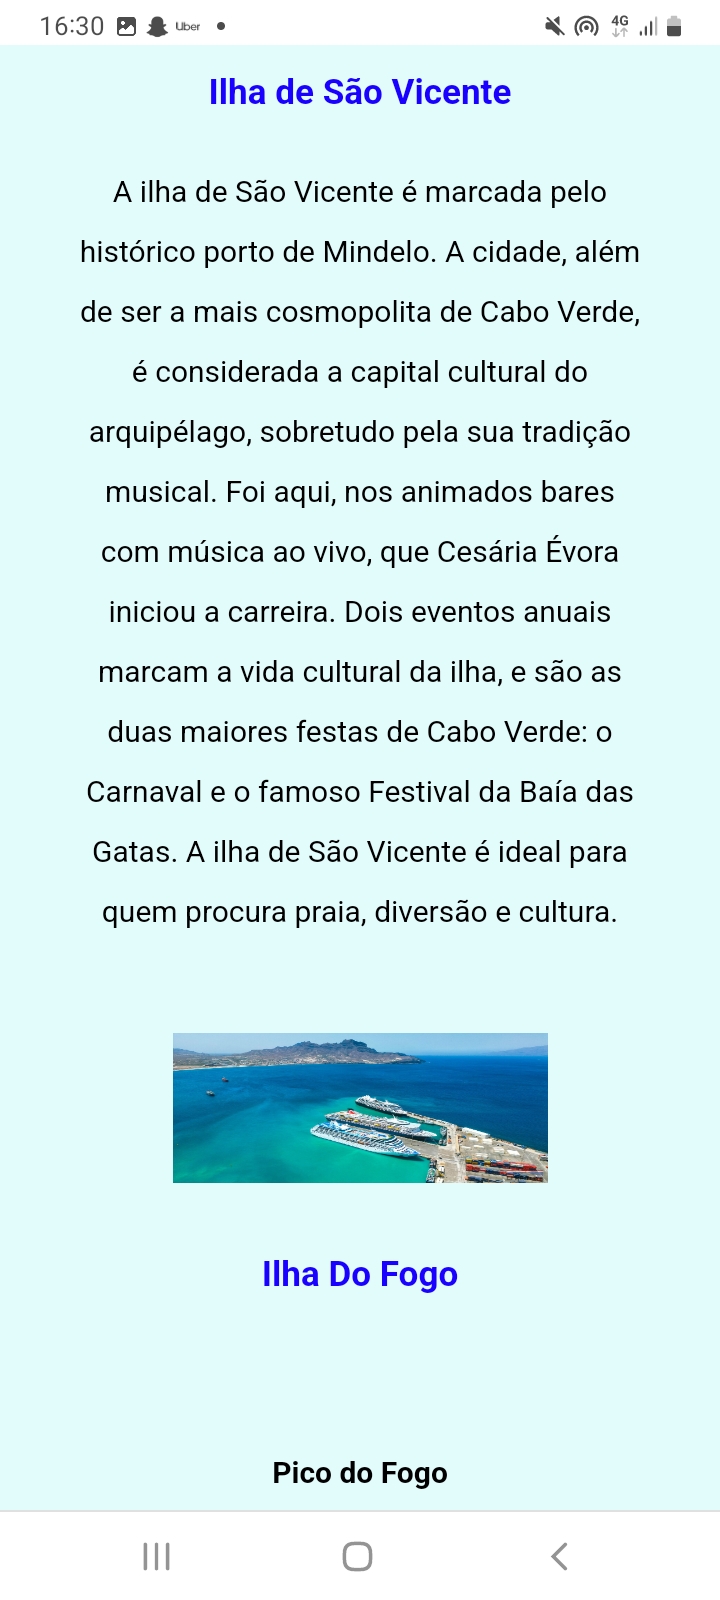 16:30 Uber 4G
Ilha de São Vicente
A ilha de São Vicente é marcada pelo
histórico porto de Mindelo. A cidade, além
de ser a mais cosmopolita de Cabo Verde,
é considerada a capital cultural do
arquipélago, sobretudo pela sua tradição
musical. Foi aqui, nos animados bares
com música ao vivo, que Cesária Évora
iniciou a carreira. Dois eventos anuais
marcam a vida cultural da ilha, e são as
duas maiores festas de Cabo Verde: o
Carnaval e o famoso Festival da Baía das
Gatas. A ilha de São Vicente é ideal para
quem procura praia, diversão e cultura.
Ilha Do Fogo
Pico do Fogo